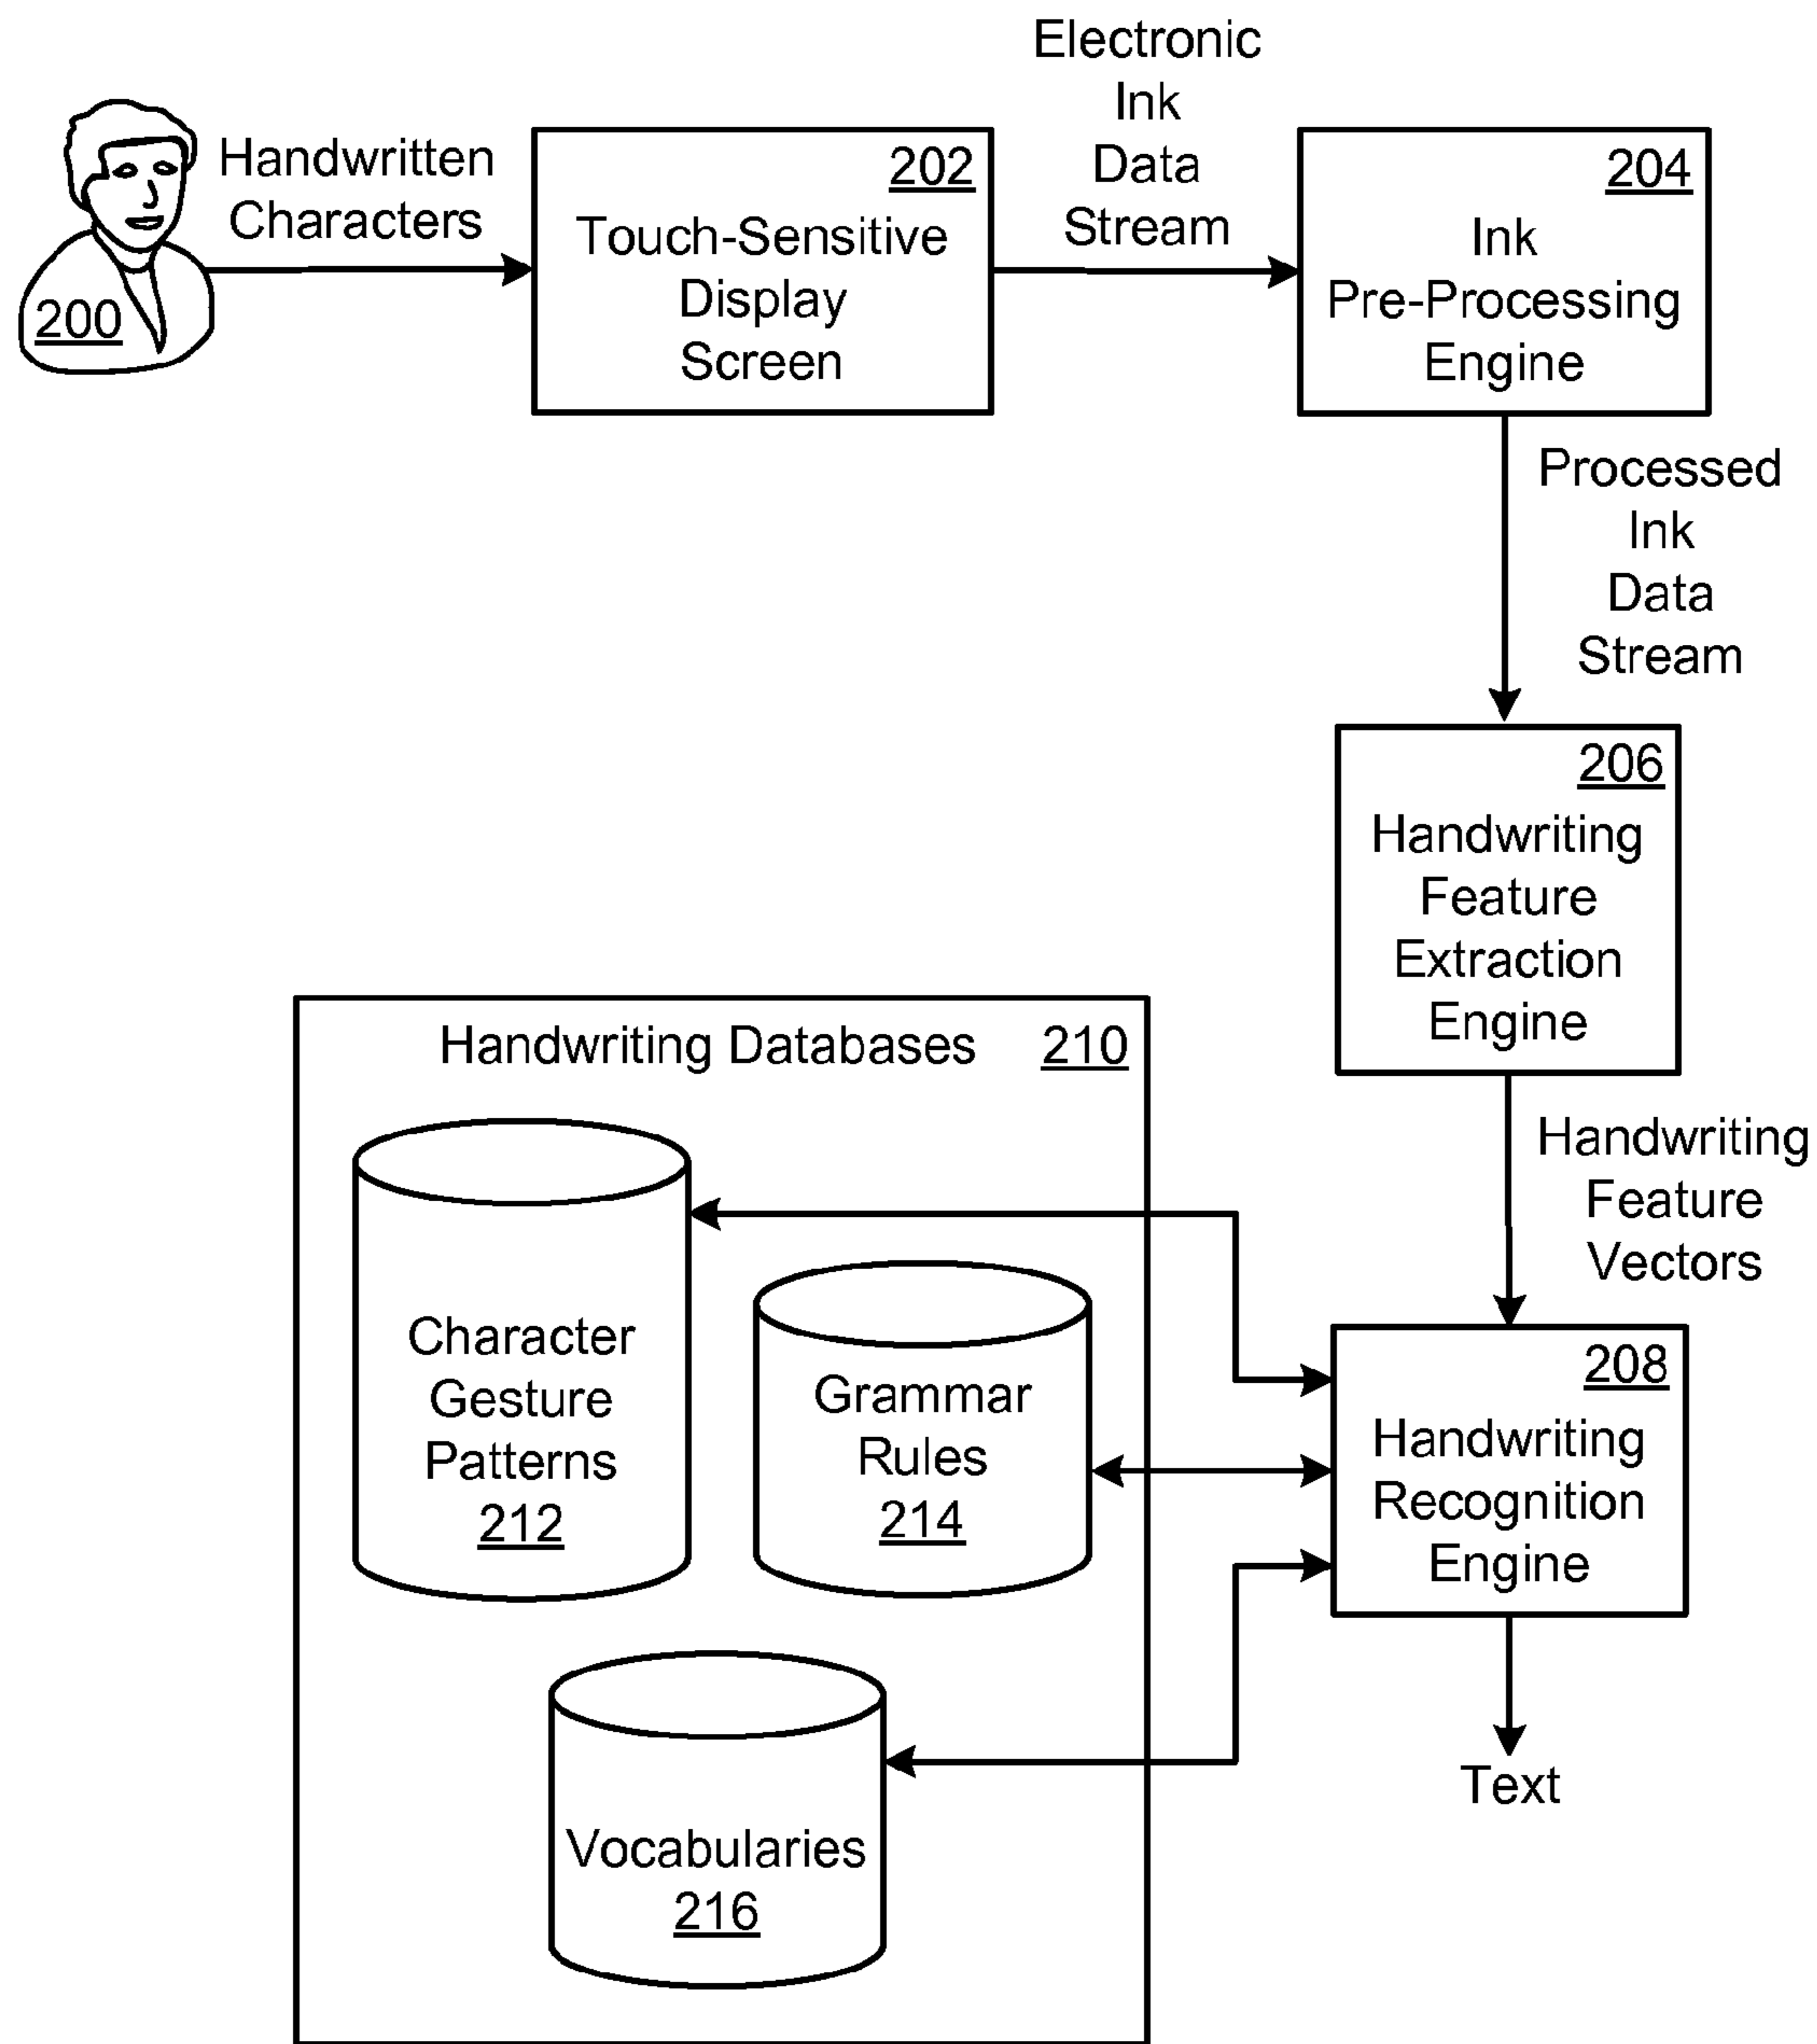 200
Handwritten
Characters
202
Touch-Sensitive
Display
Screen
Electronic
Ink
Data
Stream
204
Ink
Pre-Processing
Engine
Processed
Ink
Data
Stream
206
Handwriting
Feature
Extraction
Engine
Handwriting
Feature
Vectors
208
Handwriting
Recognition
Engine
Text
Handwriting Databases 210
Character
Gesture
Patterns
212
Grammar
Rules
214
Vocabularies
216